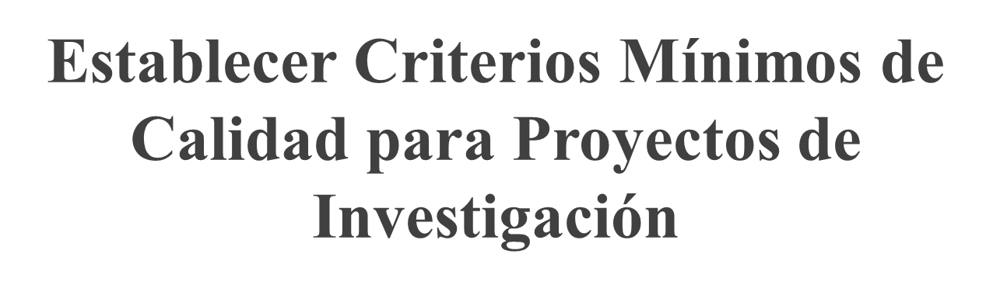 Establecer Criterios Mínimos de
Calidad para Proyectos de
Investigación